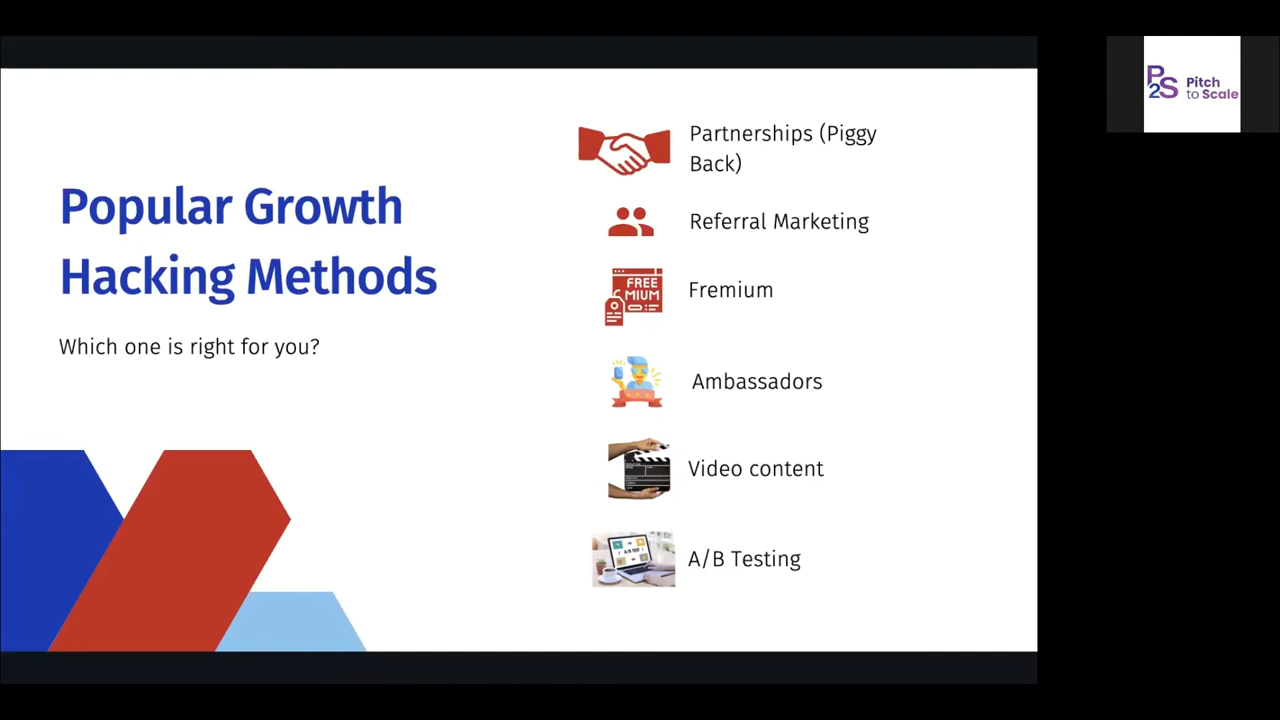 Popular Growth
Hacking Methods
Which one is right for you?
Partnerships (Piggy
Back)
Referral Marketing
FREE
MIUM
Fremium
Ambassadors
Video content
A/B Testing
P2S
Pitch
to Scale